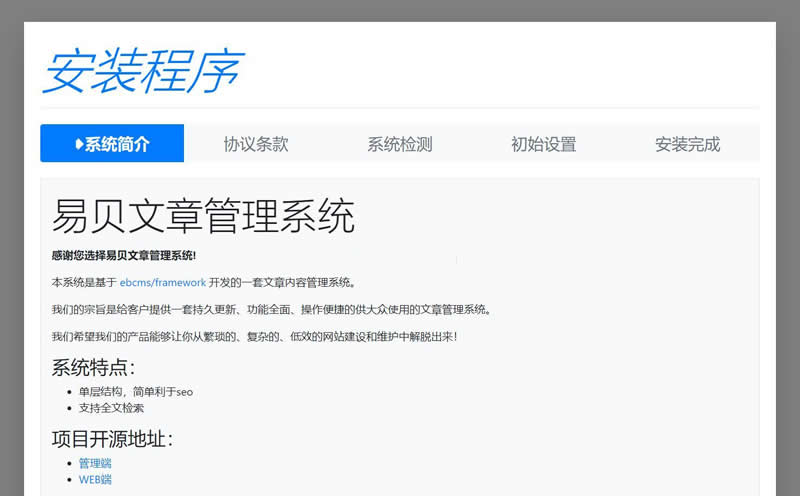 安装程序
系统简介 协议条款 系统检测 初始设置 安装完成
易贝文章管理系统
感谢您选择易贝文章管理系统!
本系统是基于 ebcms/framework 开发的一套文章内容管理系统。
我们的宗旨是给客户提供一套持久更新、功能全面、操作便捷的供大众使用的文章管理系统。
我们希望我们的产品能够让你从繁琐的、复杂的、低效的网站建设和维护中解脱出来！
系统特点：
单层结构，简单利于seo
支持全文检索
项目开源地址：
管理端
WEB端